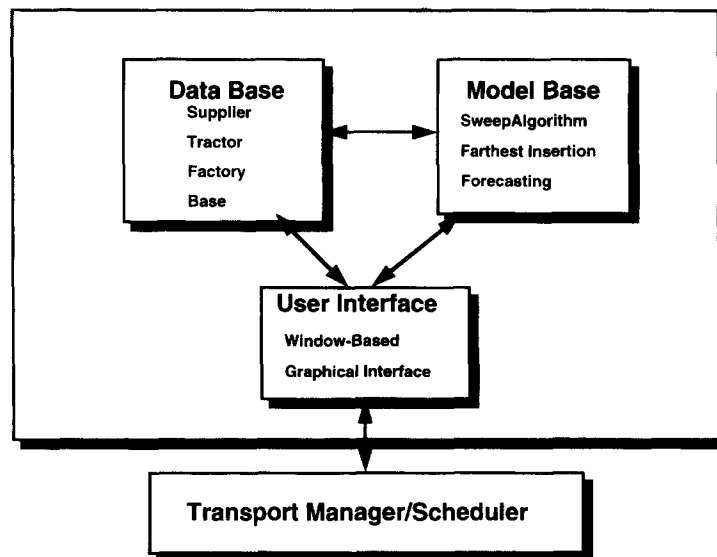 Data Base
Supplier
Tractor
Factory
Base
Model Base
SweepAlgorithm
Farthest Insertion
Forecasting
User Interface
Window-Based
Graphical Interface
Transport Manager/Scheduler